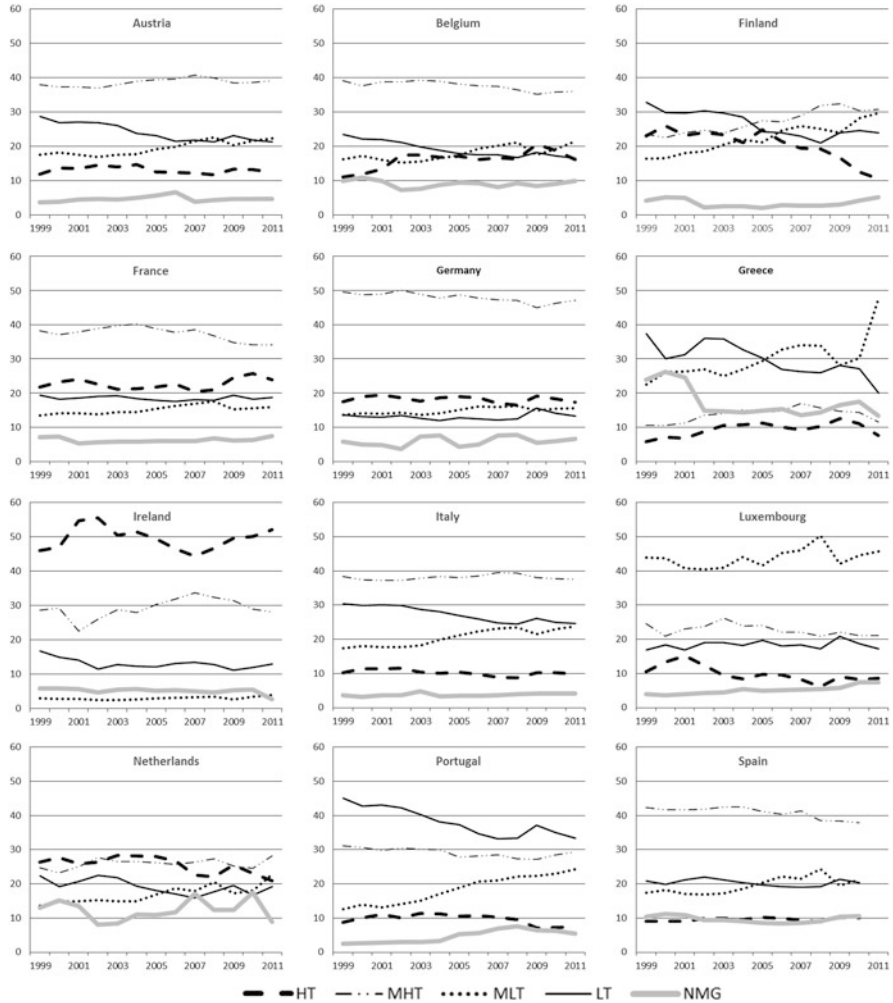 Austria Belgium Finland
60 60 60
50 50 50
40 40 40
30 30 30
20 20 20
10 10 10
0 0 0
1999 2001 2003 2005 2007 2009 2011 1999 2001 2003 2005 2007 2009 2011 1999 2001 2003 2005 2007 2009 2011
France Germany Greece
60 60 60
50 50 50
40 40 40
30 30 30
20 20 20
10 10 10
0 0 0
1999 2001 2003 2005 2007 2009 2011 1999 2001 2003 2005 2007 2009 2011 1999 2001 2003 2005 2007 2009 2011
Ireland Italy Luxembourg
60 60 60
50 50 50
40 40 40
30 30 30
20 20 20
10 10 10
0 0 0
1999 2001 2003 2005 2007 2009 2011 1999 2001 2003 2005 2007 2009 2011 1999 2001 2003 2005 2007 2009 2011
Netherlands Portugal Spain
60 60 60
50 50 50
40 40 40
30 30 30
20 20 20
10 10 10
0 0 0
1999 2001 2003 2005 2007 2009 2011 1999 2001 2003 2005 2007 2009 2011 1999 2001 2003 2005 2007 2009 2011
HT MHT MLT LT NMG